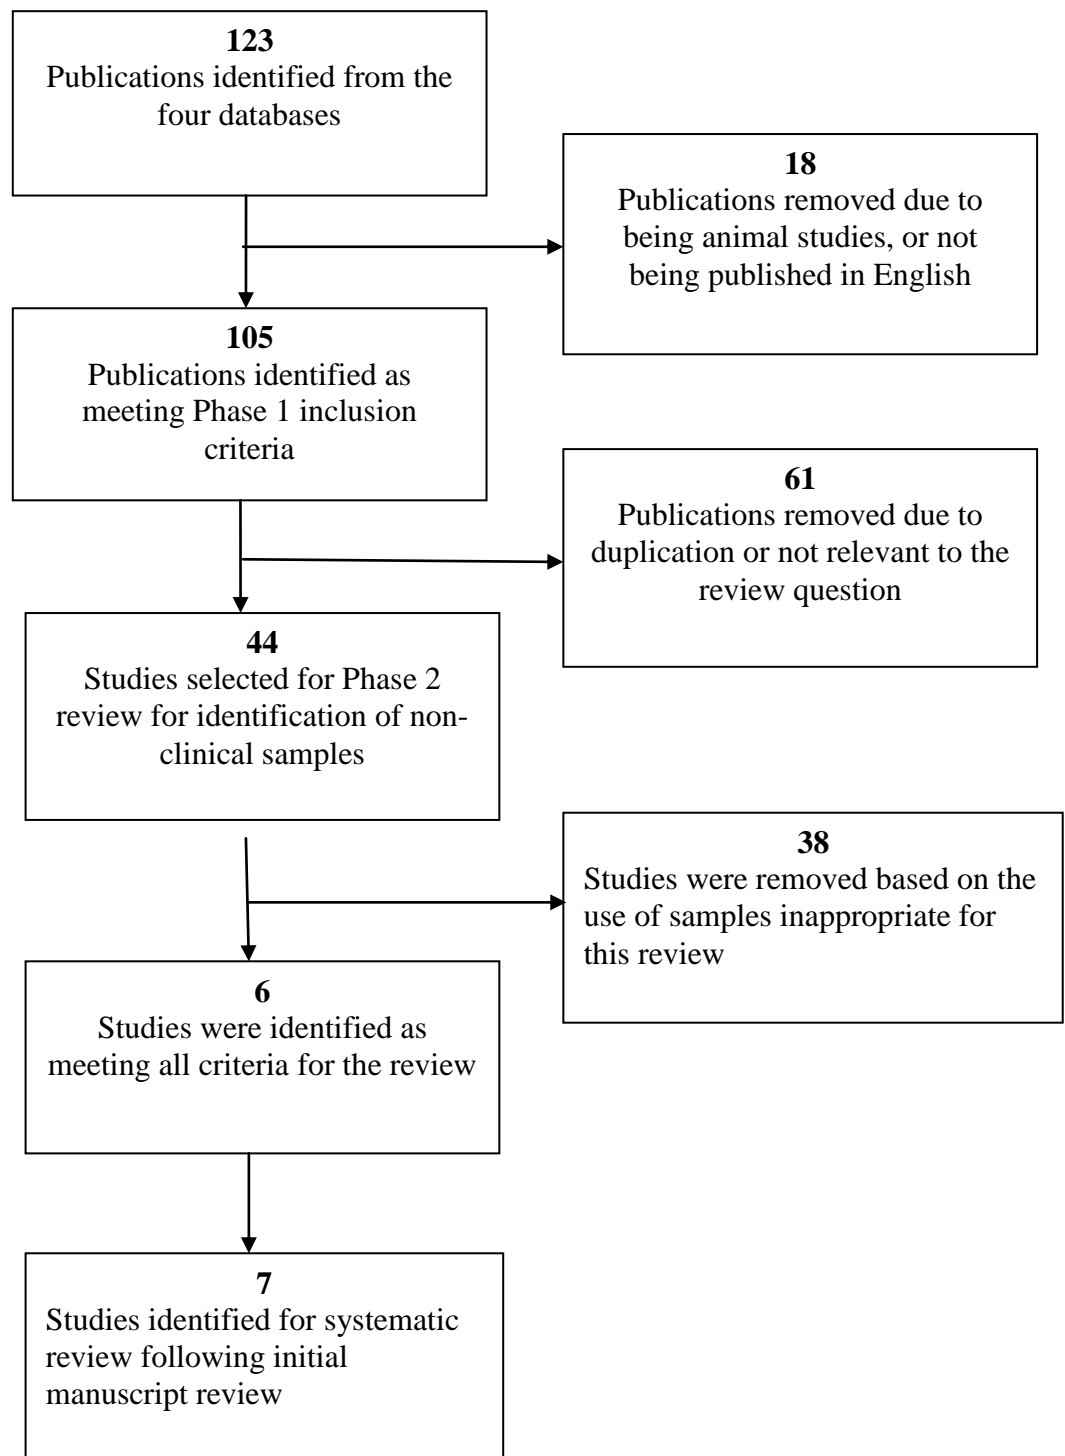 123
Publications identified from the
four databases
18
Publications removed due to
being animal studies, or not
being published in English
105
Publications identified as
meeting Phase 1 inclusion
criteria
61
Publications removed due to
duplication or not relevant to the
review question
44
Studies selected for Phase 2
review for identification of non-
clinical samples
38
Studies were removed based on the
use of samples inappropriate for
this review
6
Studies were identified as
meeting all criteria for the review
7
Studies identified for systematic
review following initial
manuscript review